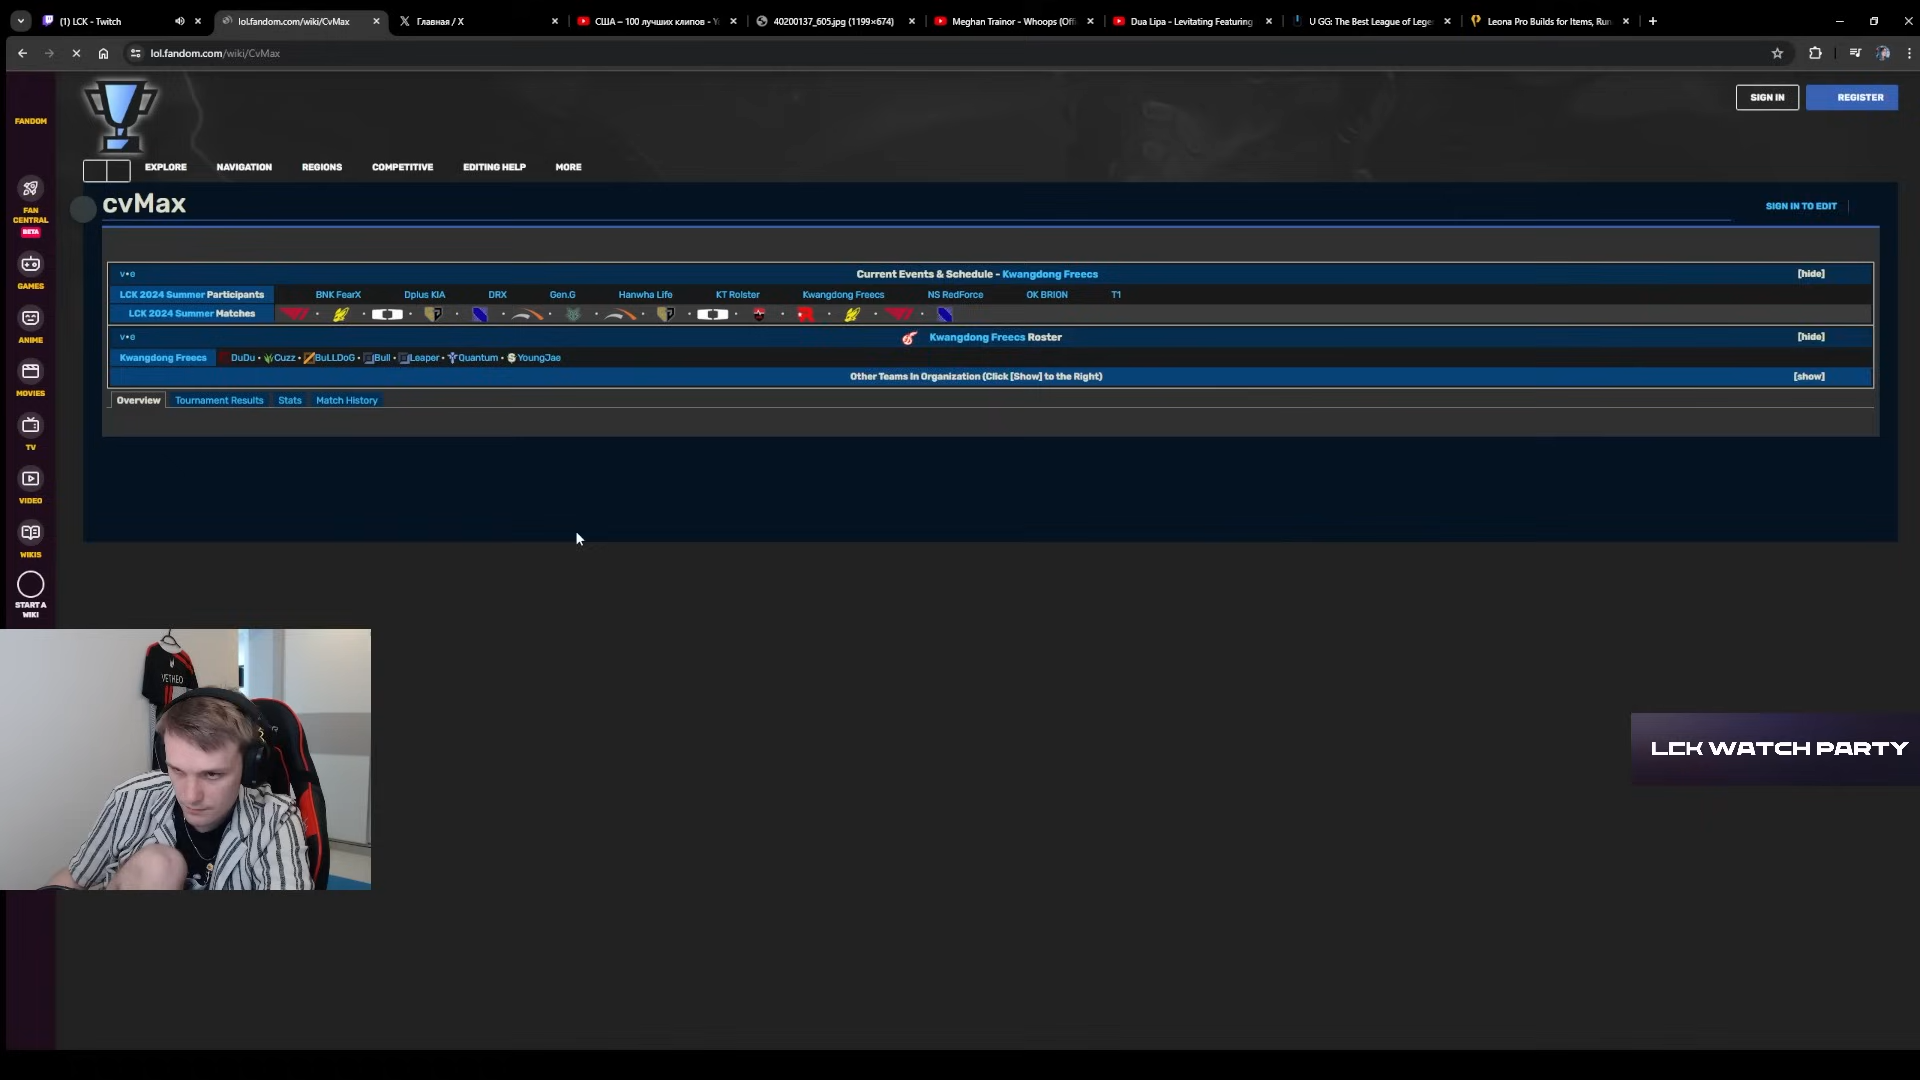 (1) LCK - Twitch
lol.fandom.com/wiki/CvMax
Главная / X
США – 100 лучших клипов - Y
40200137_605.jpg (1199×674)
Meghan Trainor - Whoops (Offi
Dua Lipa - Levitating Featuring
U GG: The Best League of Lege
Leona Pro Builds for Items, Run
lol.fandom.com/wiki/CvMax
FANDOM
SIGN IN
REGISTER
EXPLORE
NAVIGATION
REGIONS
COMPETITIVE
EDITING HELP
MORE
FAN CENTRAL
BETA
GAMES
ANIME
MOVIES
TV
VIDEO
WIKIS
START A
WIKI
cvMax
SIGN IN TO EDIT
v•e
Current Events & Schedule - Kwangdong Freecs
[hide]
LCK 2024 Summer Participants
BNK FearX
Dplus KIA
DRX
Gen.G
Hanwha Life
KT Rolster
Kwangdong Freecs
NS RedForce
OK BRION
T1
LCK 2024 Summer Matches
v•e
Kwangdong Freecs Roster
[hide]
Kwangdong Freecs
DuDu • Cuzz • BuLLDoG • Bull • Leaper • Quantum • YoungJae
Other Teams In Organization (Click [Show] to the Right)
[show]
Overview
Tournament Results
Stats
Match History
VETHEO
LCK WATCH PARTY